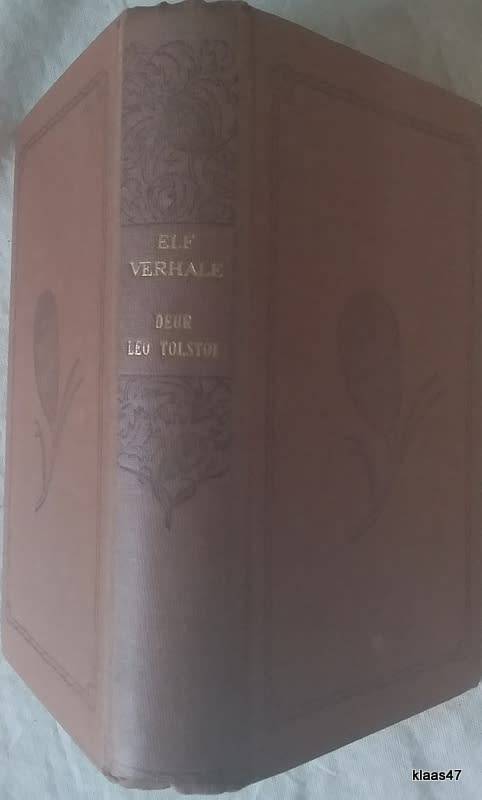 ELF
VERHALE
DEUR
LEO TOLSTOI
klaas47